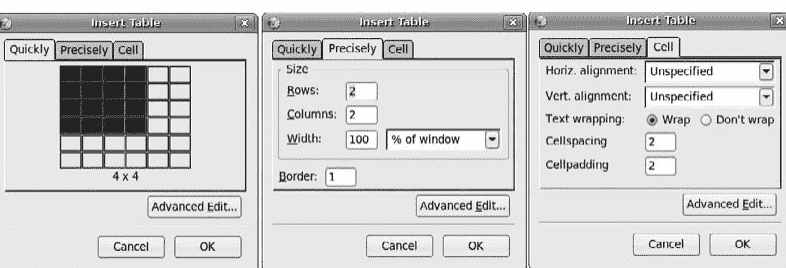 Insert Table
Quickly Precisely Cell
4 x 4
Advanced Edit...
Cancel OK
Insert Table
Quickly Precisely Cell
Size
Rows: 2
Columns: 2
Width: 100 % of window
Border: 1
Advanced Edit...
Cancel OK
Insert Table
Quickly Precisely Cell
Horiz. alignment: Unspecified
Vert. alignment: Unspecified
Text wrapping: Wrap Don't wrap
Cellspacing 2
Cellpadding 2
Advanced Edit...
Cancel OK